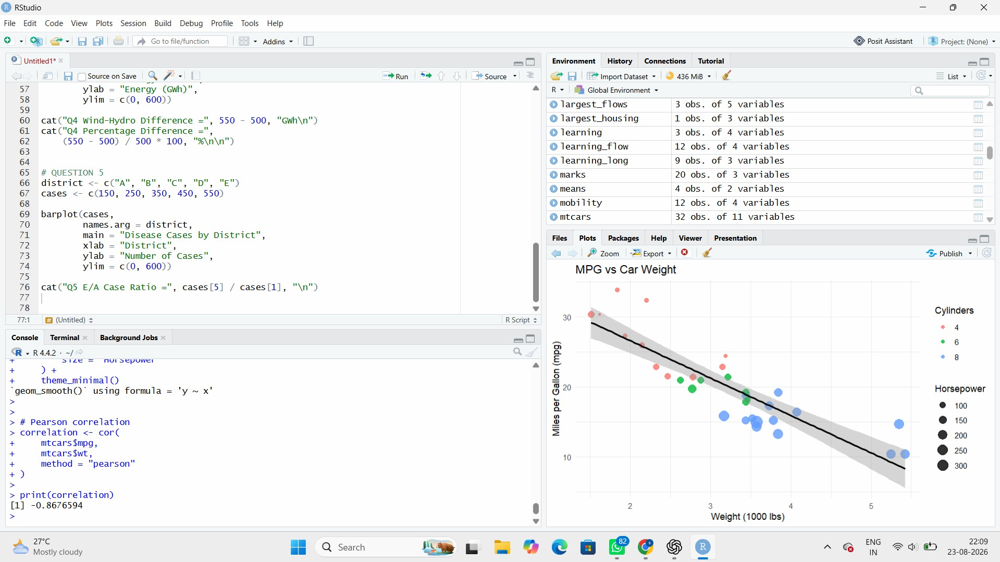 RStudio
File Edit Code View Plots Session Build Debug Profile Tools Help
Go to file/function Addins Posit Assistant Project: (None)
Untitled1*
Source on Save Run Source
57 ylab = "Energy (GWh)",
58 ylim = c(0, 600))
59
60 cat("Q4 Wind-Hydro Difference =", 550 - 500, "GWh\n")
61 cat("Q4 Percentage Difference =",
62 (550 - 500) / 500 * 100, "%\n\n")
63
64
65 # QUESTION 5
66 district <- c("A", "B", "C", "D", "E")
67 cases <- c(150, 250, 350, 450, 550)
68
69 barplot(cases,
70 names.arg = district,
71 main = "Disease Cases by District",
72 xlab = "District",
73 ylab = "Number of Cases",
74 ylim = c(0, 600))
75
76 cat("Q5 E/A Case Ratio =", cases[5] / cases[1], "\n")
77
78
77:1 # (Untitled) R Script
Console Terminal Background Jobs
R 4.4.2 · ~/
+ size = "Horsepower"
+ ) +
+ theme_minimal()
`geom_smooth()` using formula = 'y ~ x'
>
>
> # Pearson correlation
> correlation <- cor(
+ mtcars$mpg,
+ mtcars$wt,
+ method = "pearson"
+ )
>
> print(correlation)
[1] -0.8676594
>
Environment History Connections Tutorial
Import Dataset 436 MiB List
R Global Environment
largest_flows 3 obs. of 5 variables
largest_housing 1 obs. of 3 variables
learning 3 obs. of 4 variables
learning_flow 12 obs. of 4 variables
learning_long 9 obs. of 3 variables
marks 20 obs. of 3 variables
means 4 obs. of 2 variables
mobility 12 obs. of 4 variables
mtcars 32 obs. of 11 variables
Files Plots Packages Help Viewer Presentation
Zoom Export Publish
MPG vs Car Weight
Miles per Gallon (mpg)
30
20
10
2 3 4 5
Weight (1000 lbs)
Cylinders
4
6
8
Horsepower
100
150
200
250
300
27°C
Mostly cloudy
Search
82
ENG
IN
22:09
23-08-2026